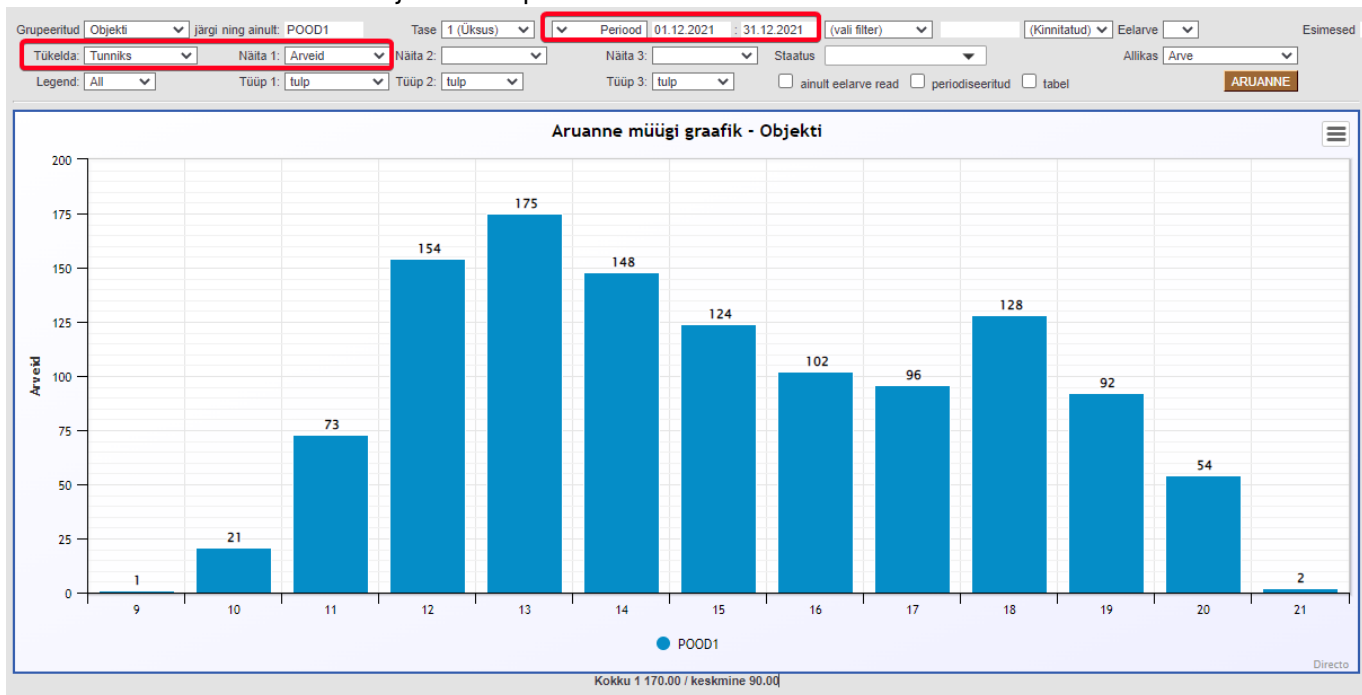 Grupeeritud Objekti järgi ning ainult: POOD1 Tase 1 (Üksus) Periood 01.12.2021 : 31.12.2021 (vali filter) (Kinnitatud) Eelarve Esimesed
Tükelda: Tunniks Näita 1: Arveid Näita 2: Näita 3: Staatus Allikas Arve
Legend: All Tüüp 1: tulp Tüüp 2: tulp Tüüp 3: tulp ainult eelarve read periodiseeritud tabel ARUANNE
Aruanne müügi graafik - Objekti
200
175
150
125
100
75
50
25
0
Arveid
1
21
73
154
175
148
124
102
96
128
92
54
2
9 10 11 12 13 14 15 16 17 18 19 20 21
POOD1
Directo
Kokku 1 170.00 / keskmine 90.00